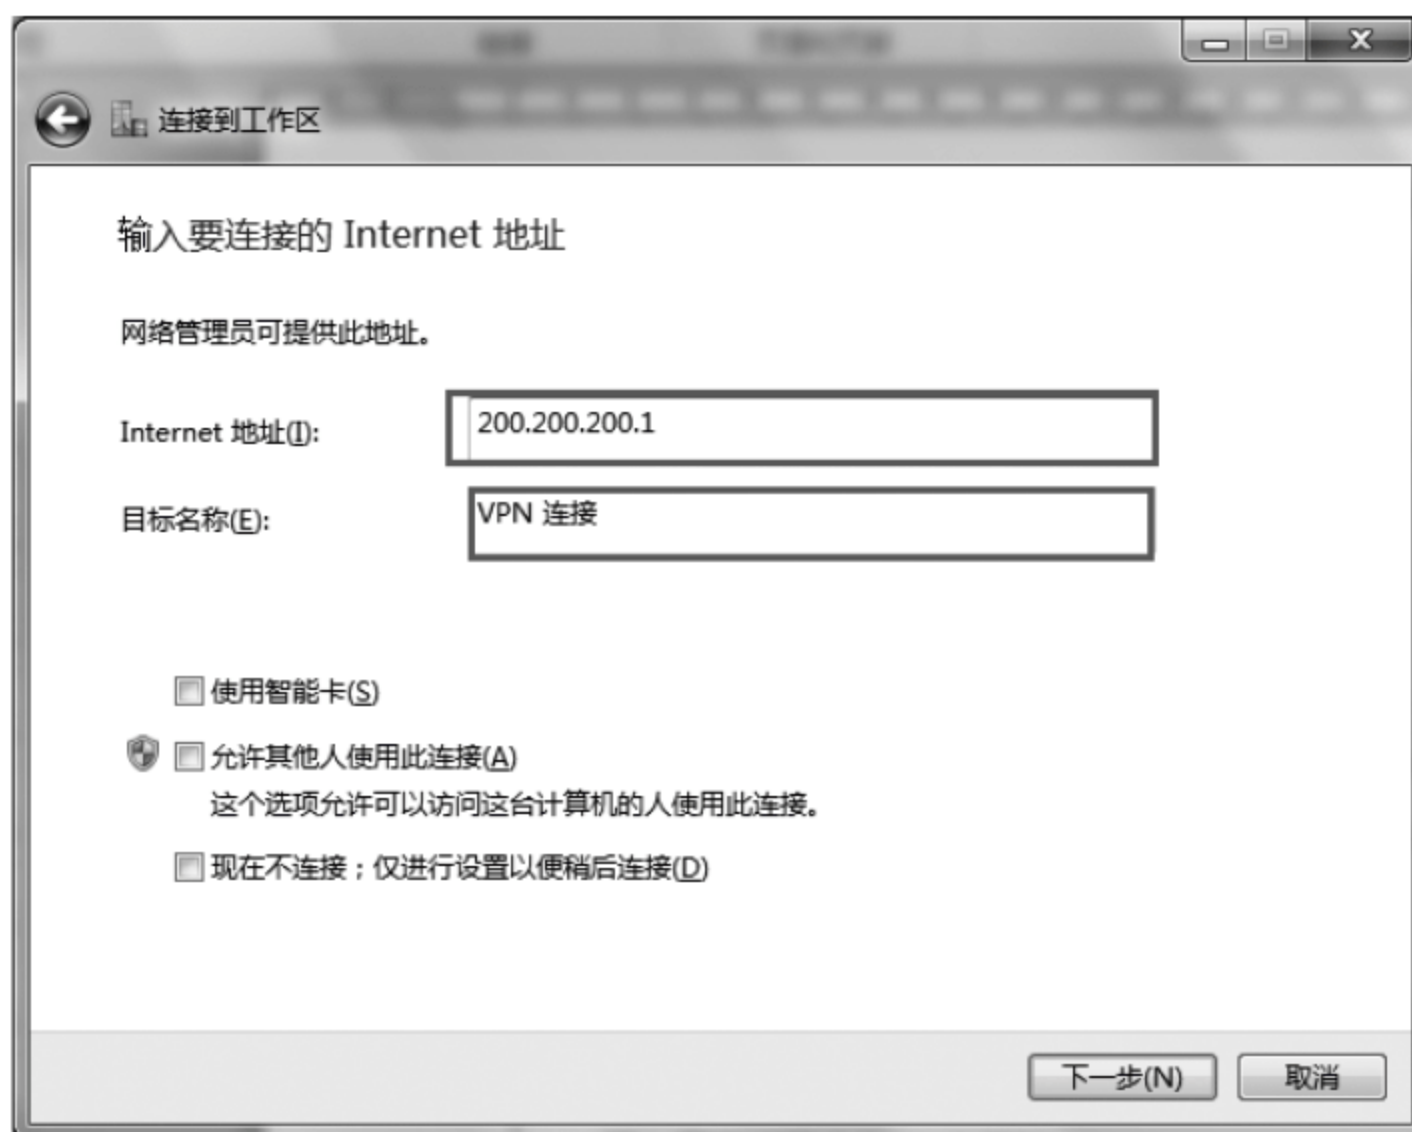 连接到工作区
输入要连接的 Internet 地址
网络管理员可提供此地址。
Internet 地址(I): 200.200.200.1
目标名称(E): VPN 连接
使用智能卡(S)
允许其他人使用此连接(A)
这个选项允许可以访问这台计算机的人使用此连接。
现在不连接；仅进行设置以便稍后连接(D)
下一步(N) 取消